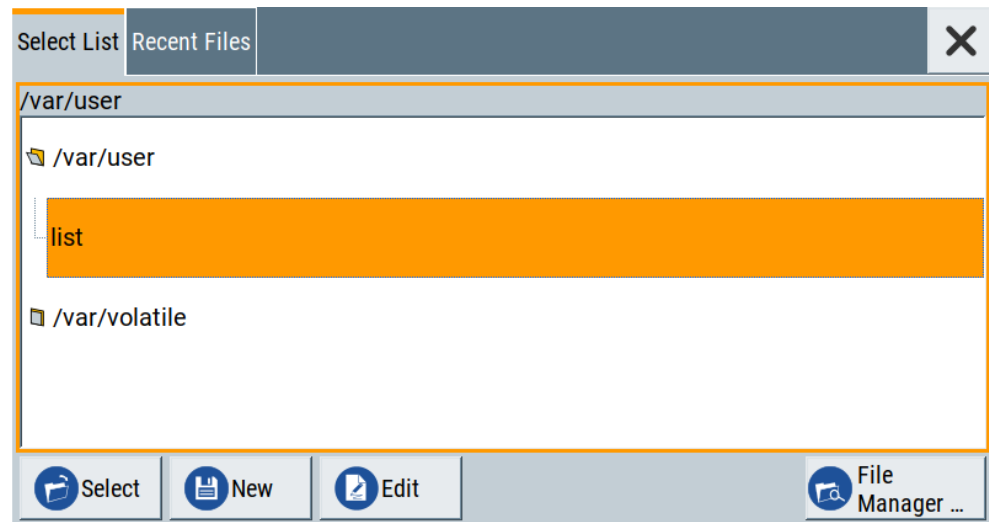 Select List Recent Files
/var/user
/var/user
list
/var/volatile
Select New Edit File
Manager ...